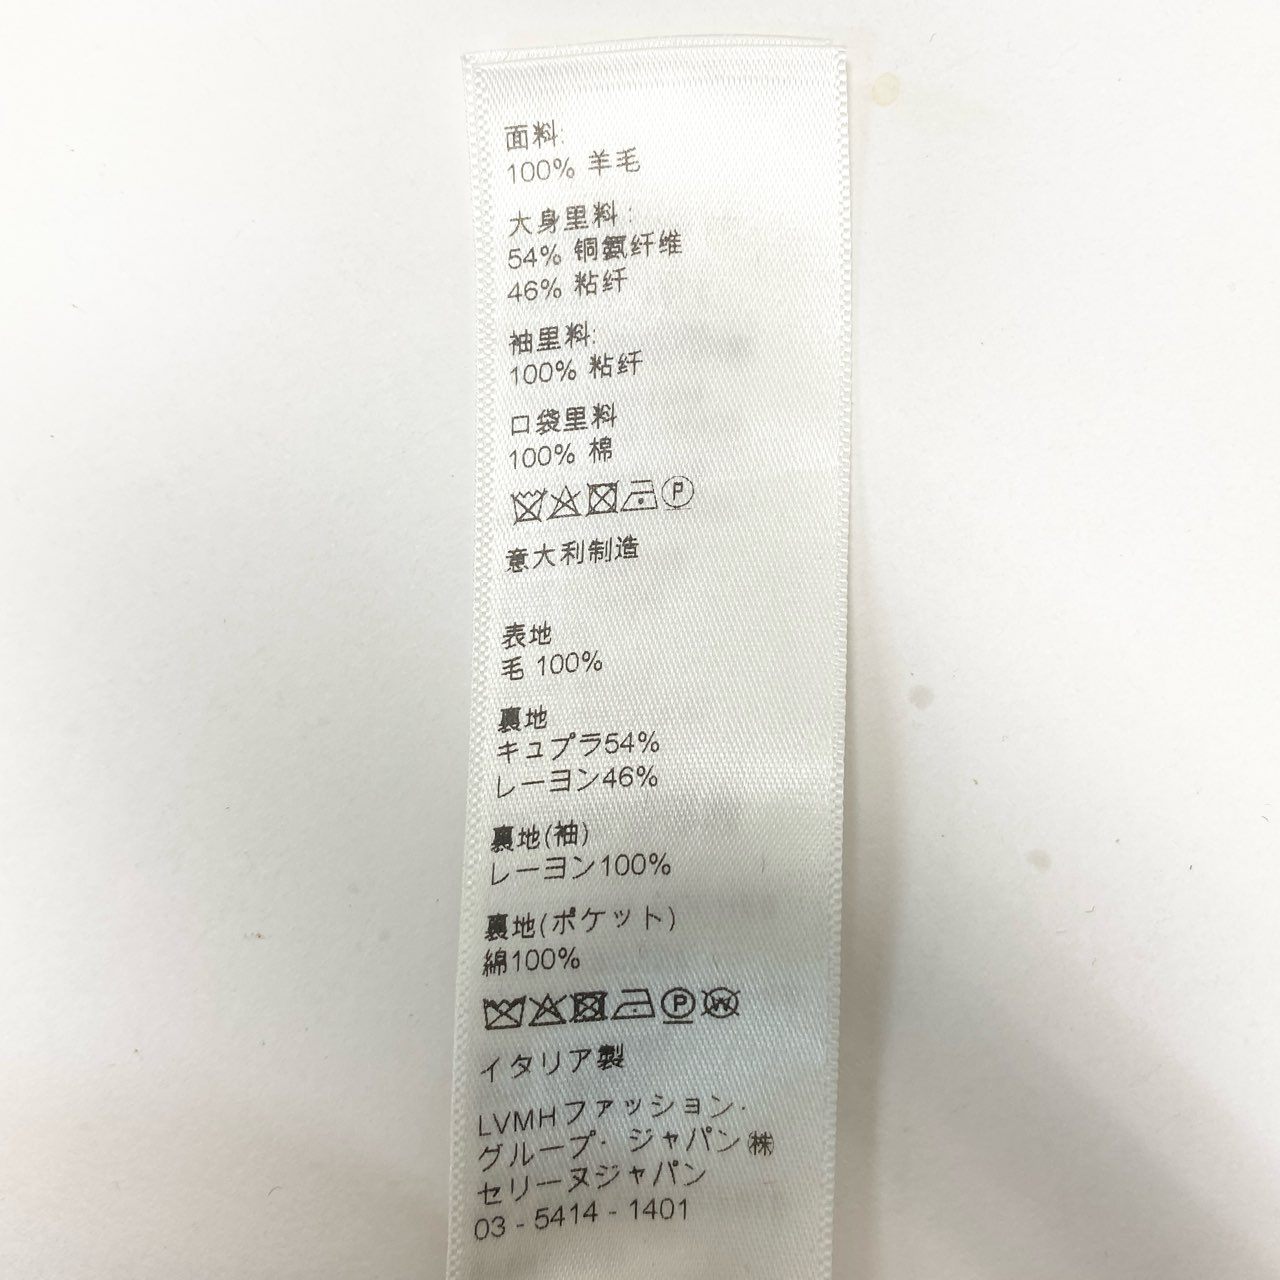 面料:
100% 羊毛
大身里料:
54% 铜氨纤维
46% 粘纤
袖里料:
100% 粘纤
口袋里料
100% 棉
P
意大利制造
表地
毛 100%
裏地
キュプラ54%
レーヨン46%
裏地(袖)
レーヨン100%
裏地(ポケット)
綿100%
P W
イタリア製
LVMHファッション・
グループ・ジャパン㈱
セリーヌジャパン
03 - 5414 - 1401